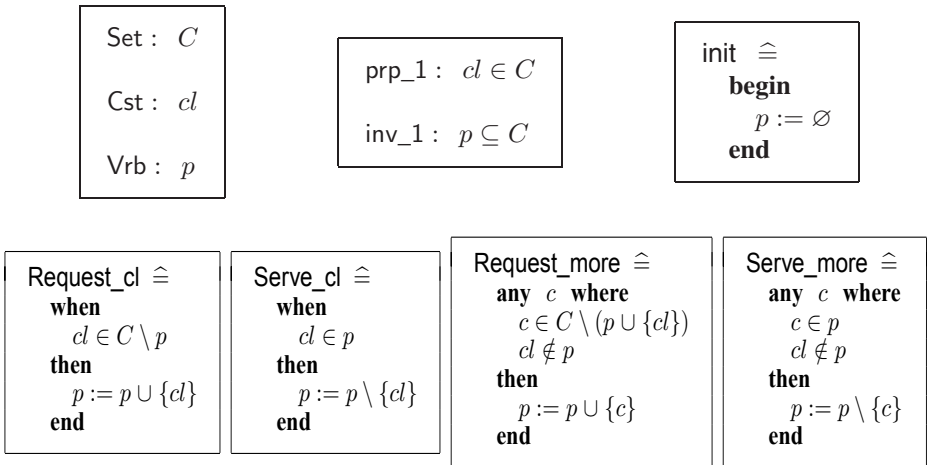 Set : C
Cst : cl
Vrb : p
prp_1 : cl ∈ C
inv_1 : p ⊆ C
init ≙
begin
p := ∅
end
Request_cl ≙
when
cl ∈ C \ p
then
p := p ∪ {cl}
end
Serve_cl ≙
when
cl ∈ p
then
p := p \ {cl}
end
Request_more ≙
any c where
c ∈ C \ (p ∪ {cl})
cl ∉ p
then
p := p ∪ {c}
end
Serve_more ≙
any c where
c ∈ p
cl ∉ p
then
p := p \ {c}
end